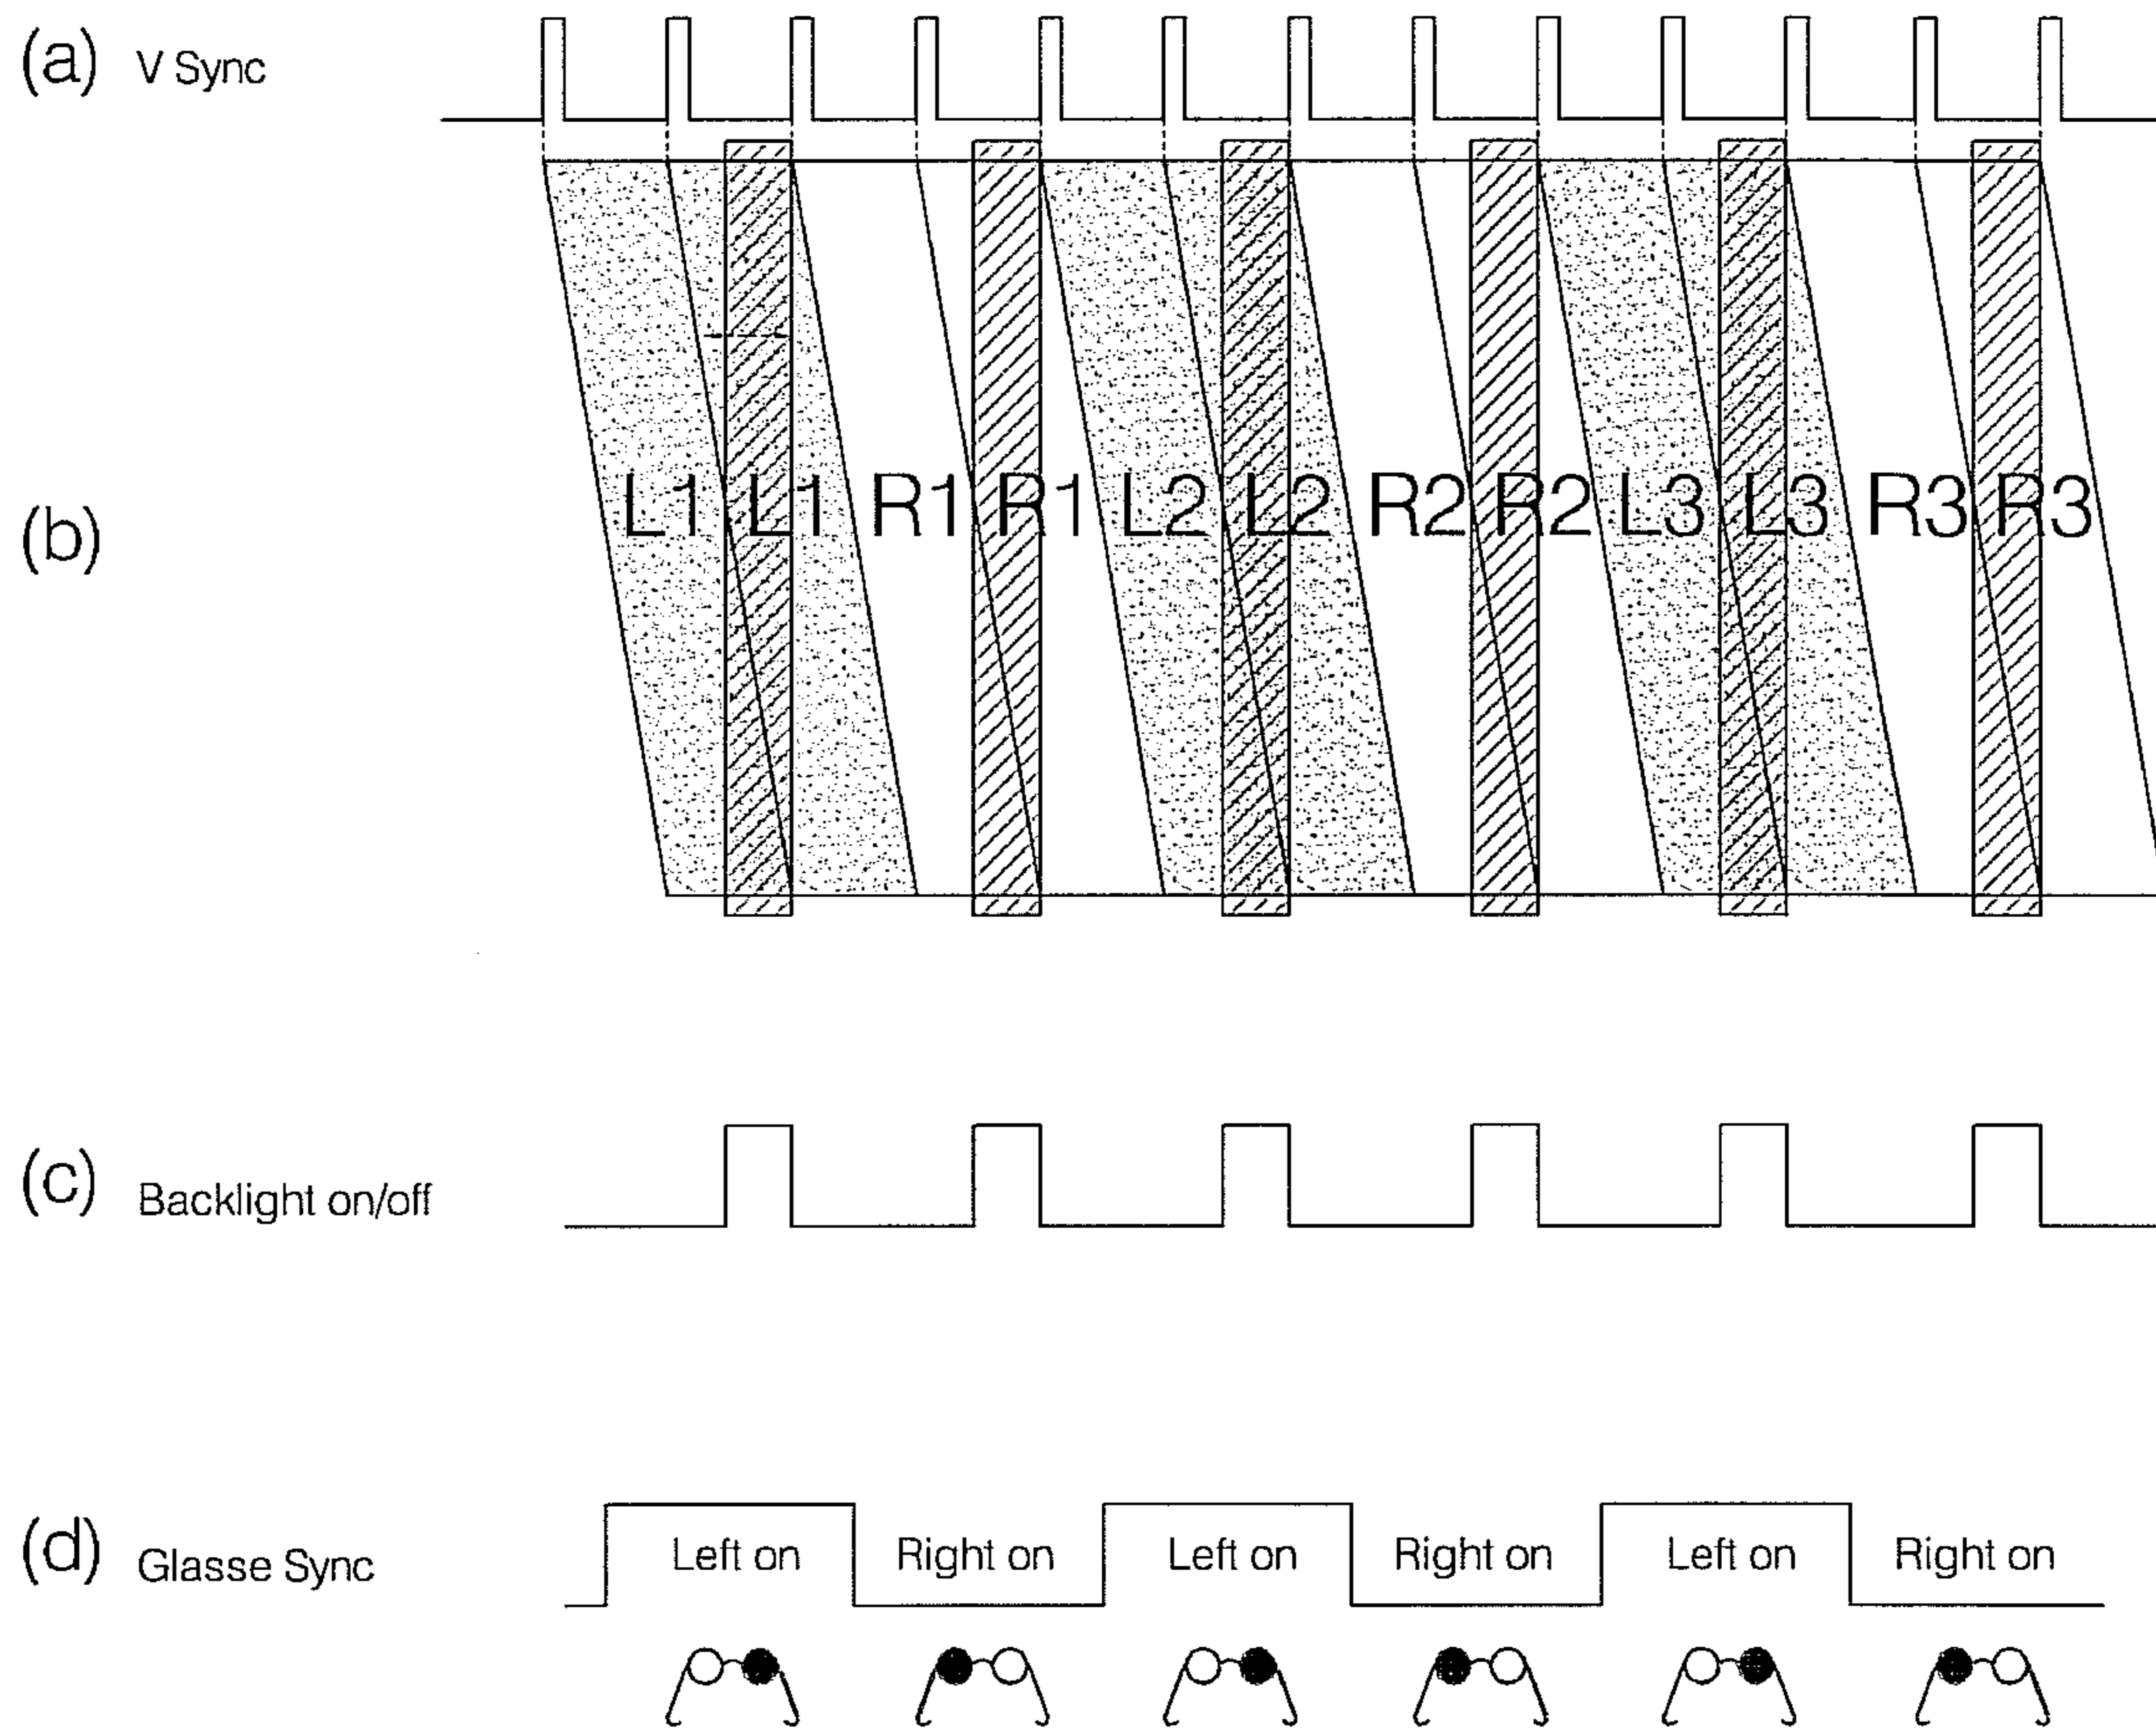 (a) V Sync
(b) L1 L1 R1 R1 L2 L2 R2 R2 L3 L3 R3 R3
(c) Backlight on/off
(d) Glasse Sync Left on Right on Left on Right on Left on Right on